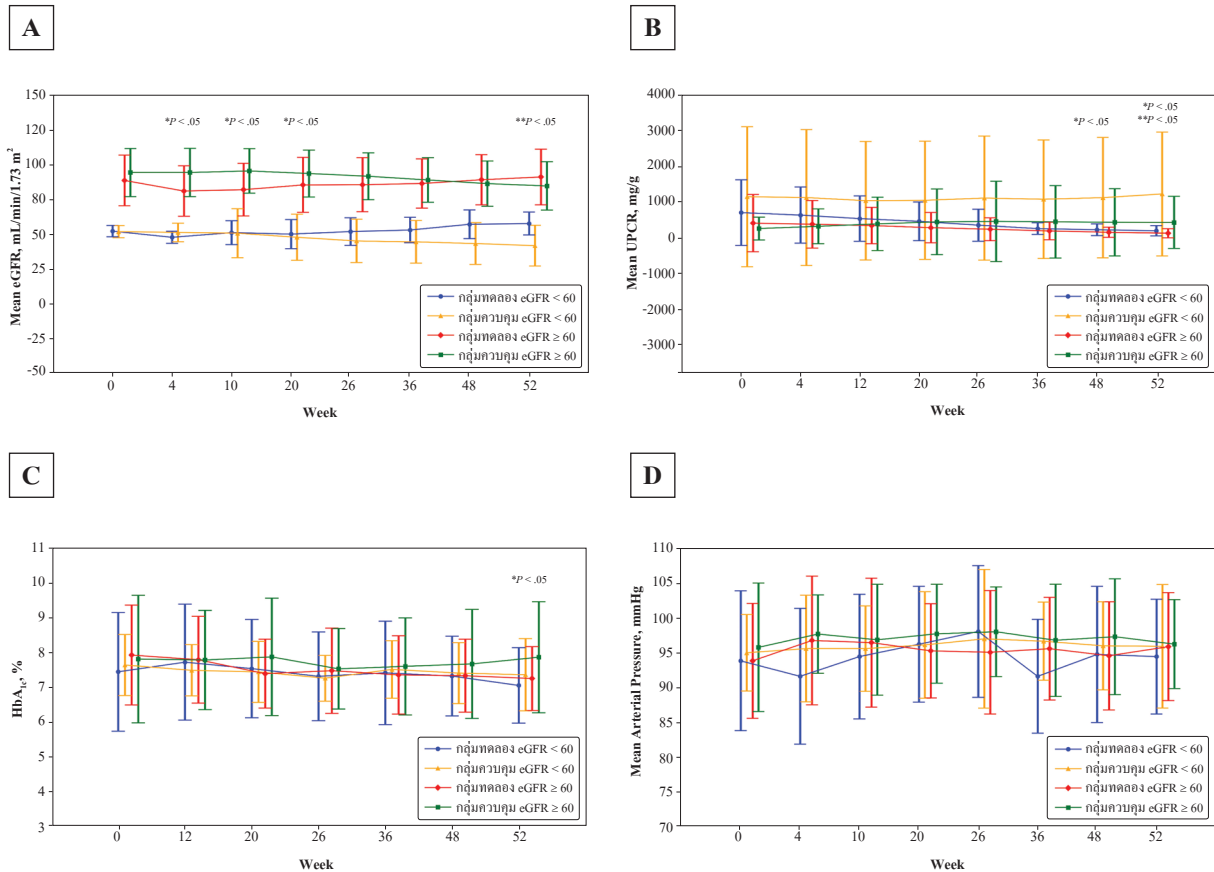 A
Mean eGFR, mL/min/1.73 m²
150
120
100
75
50
25
0
-25
-50
*P < .05
*P < .05
*P < .05
**P < .05
กลุ่มทดลอง eGFR < 60
กลุ่มควบคุม eGFR < 60
กลุ่มทดลอง eGFR ≥ 60
กลุ่มควบคุม eGFR ≥ 60
0 4 10 20 26 36 48 52
Week
B
Mean UPCR, mg/g
4000
3000
2000
1000
0
-1000
-2000
-3000
*P < .05
*P < .05
**P < .05
กลุ่มทดลอง eGFR < 60
กลุ่มควบคุม eGFR < 60
กลุ่มทดลอง eGFR ≥ 60
กลุ่มควบคุม eGFR ≥ 60
0 4 12 20 26 36 48 52
Week
C
HbA1c, %
11
10
9
8
7
6
5
4
3
*P < .05
กลุ่มทดลอง eGFR < 60
กลุ่มควบคุม eGFR < 60
กลุ่มทดลอง eGFR ≥ 60
กลุ่มควบคุม eGFR ≥ 60
0 12 20 26 36 48 52
Week
D
Mean Arterial Pressure, mmHg
110
105
100
95
90
85
80
75
70
กลุ่มทดลอง eGFR < 60
กลุ่มควบคุม eGFR < 60
กลุ่มทดลอง eGFR ≥ 60
กลุ่มควบคุม eGFR ≥ 60
0 4 10 20 26 36 48 52
Week